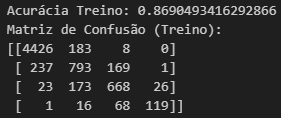 Acurácia Treino: 0.8690493416292866
Matriz de Confusão (Treino):
[[4426 183 8 0]
[ 237 793 169 1]
[ 23 173 668 26]
[ 1 16 68 119]]